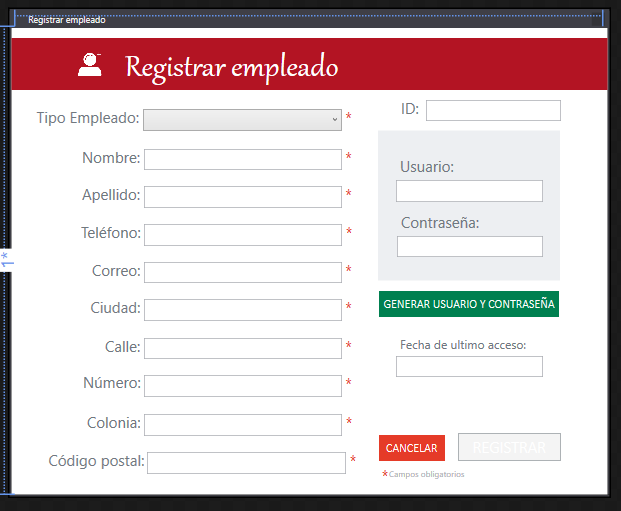 Registrar empleado
Registrar empleado
Tipo Empleado: *
Nombre: *
Apellido: *
Teléfono: *
Correo: *
Ciudad: *
Calle: *
Número: *
Colonia: *
Código postal: *
ID:
Usuario:
Contraseña:
GENERAR USUARIO Y CONTRASEÑA
Fecha de ultimo acceso:
CANCELAR
REGISTRAR
*Campos obligatorios
1*